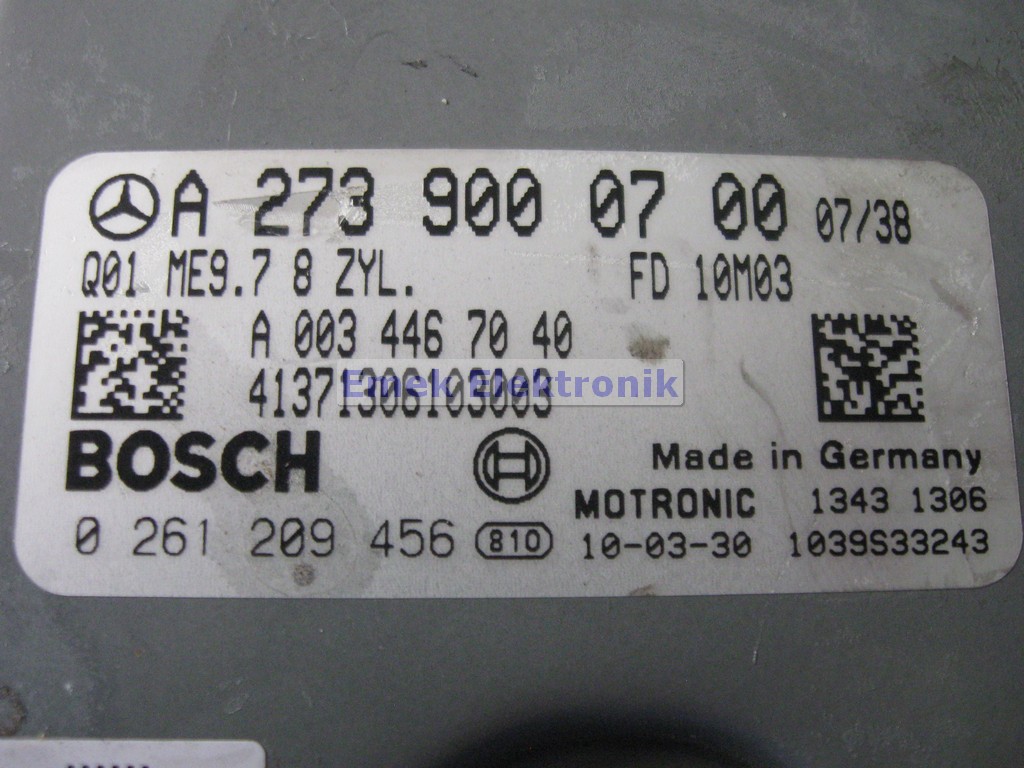 A 273 900 07 00 07/38
Q01 ME9.7 8 ZYL. FD 10M03
A 003 446 70 40
Emek Elektronik
41371306103003
BOSCH
Made in Germany
MOTRONIC 1343 1306
0 261 209 456 810 10-03-30 1039S33243